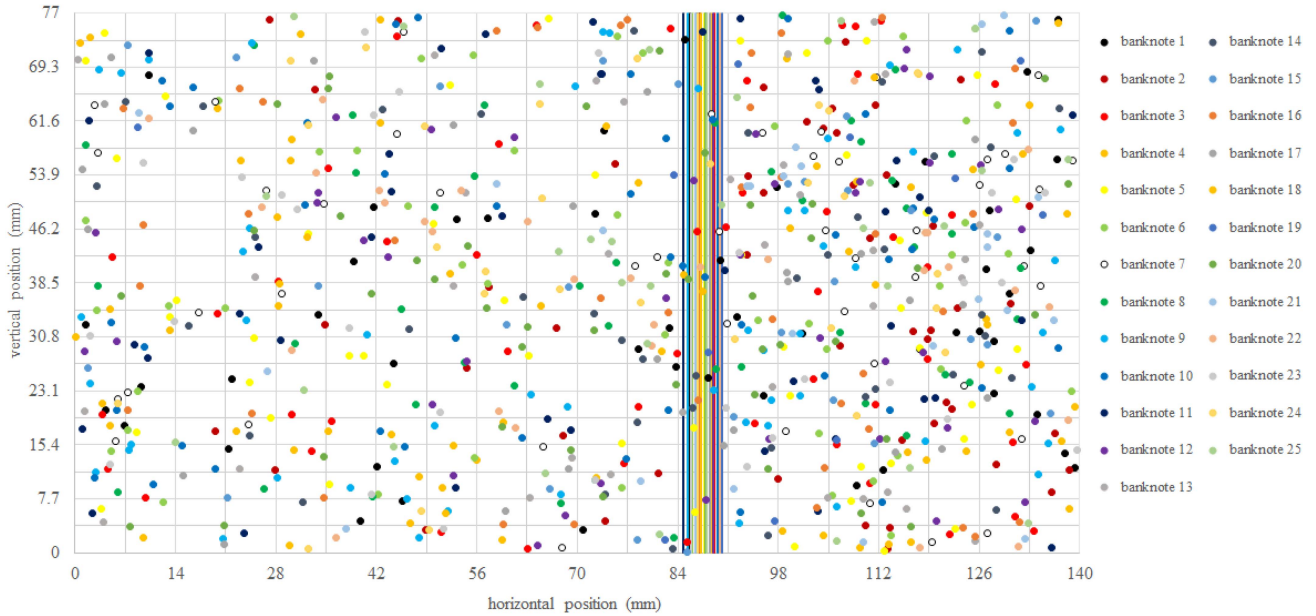 77
69.3
61.6
53.9
46.2
38.5
30.8
23.1
15.4
7.7
0
vertical position (mm)
0 14 28 42 56 70 84 98 112 126 140
horizontal position (mm)
banknote 1 banknote 14
banknote 2 banknote 15
banknote 3 banknote 16
banknote 4 banknote 17
banknote 5 banknote 18
banknote 6 banknote 19
banknote 7 banknote 20
banknote 8 banknote 21
banknote 9 banknote 22
banknote 10 banknote 23
banknote 11 banknote 24
banknote 12 banknote 25
banknote 13